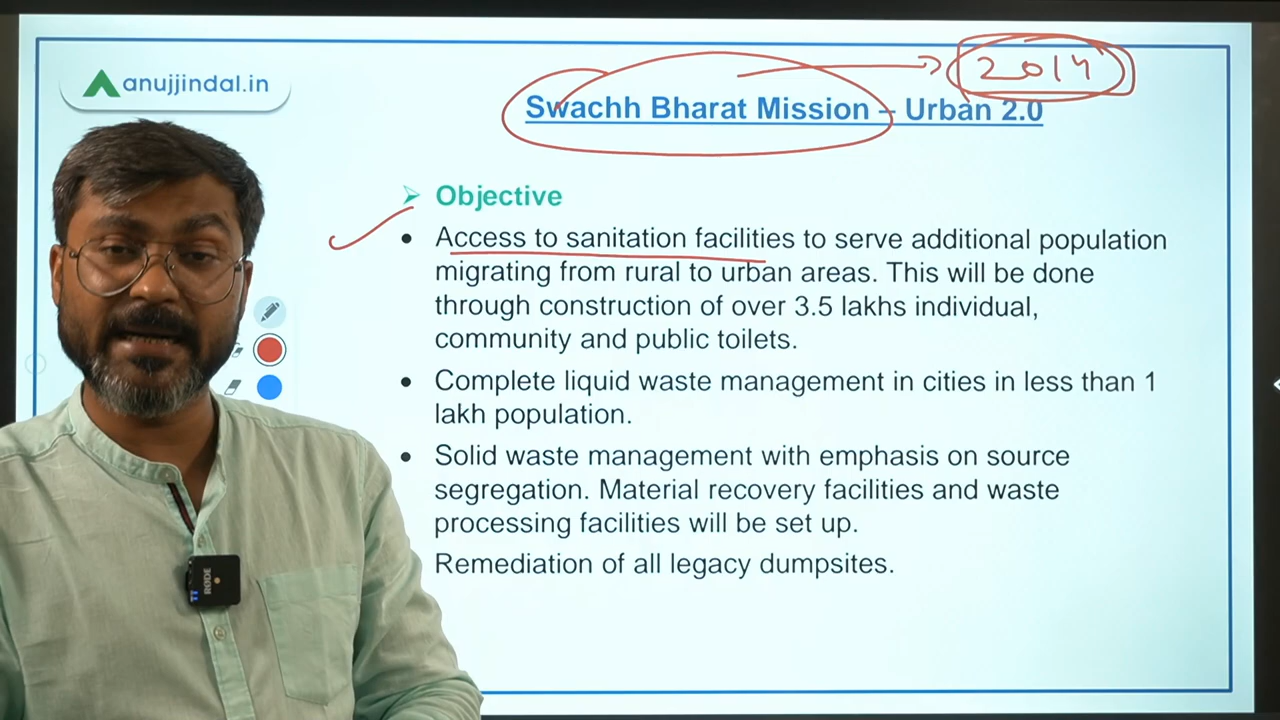 anujjindal.in
2014
Swachh Bharat Mission – Urban 2.0
Objective
Access to sanitation facilities to serve additional population
migrating from rural to urban areas. This will be done
through construction of over 3.5 lakhs individual,
community and public toilets.
Complete liquid waste management in cities in less than 1
lakh population.
Solid waste management with emphasis on source
segregation. Material recovery facilities and waste
processing facilities will be set up.
Remediation of all legacy dumpsites.
RODE